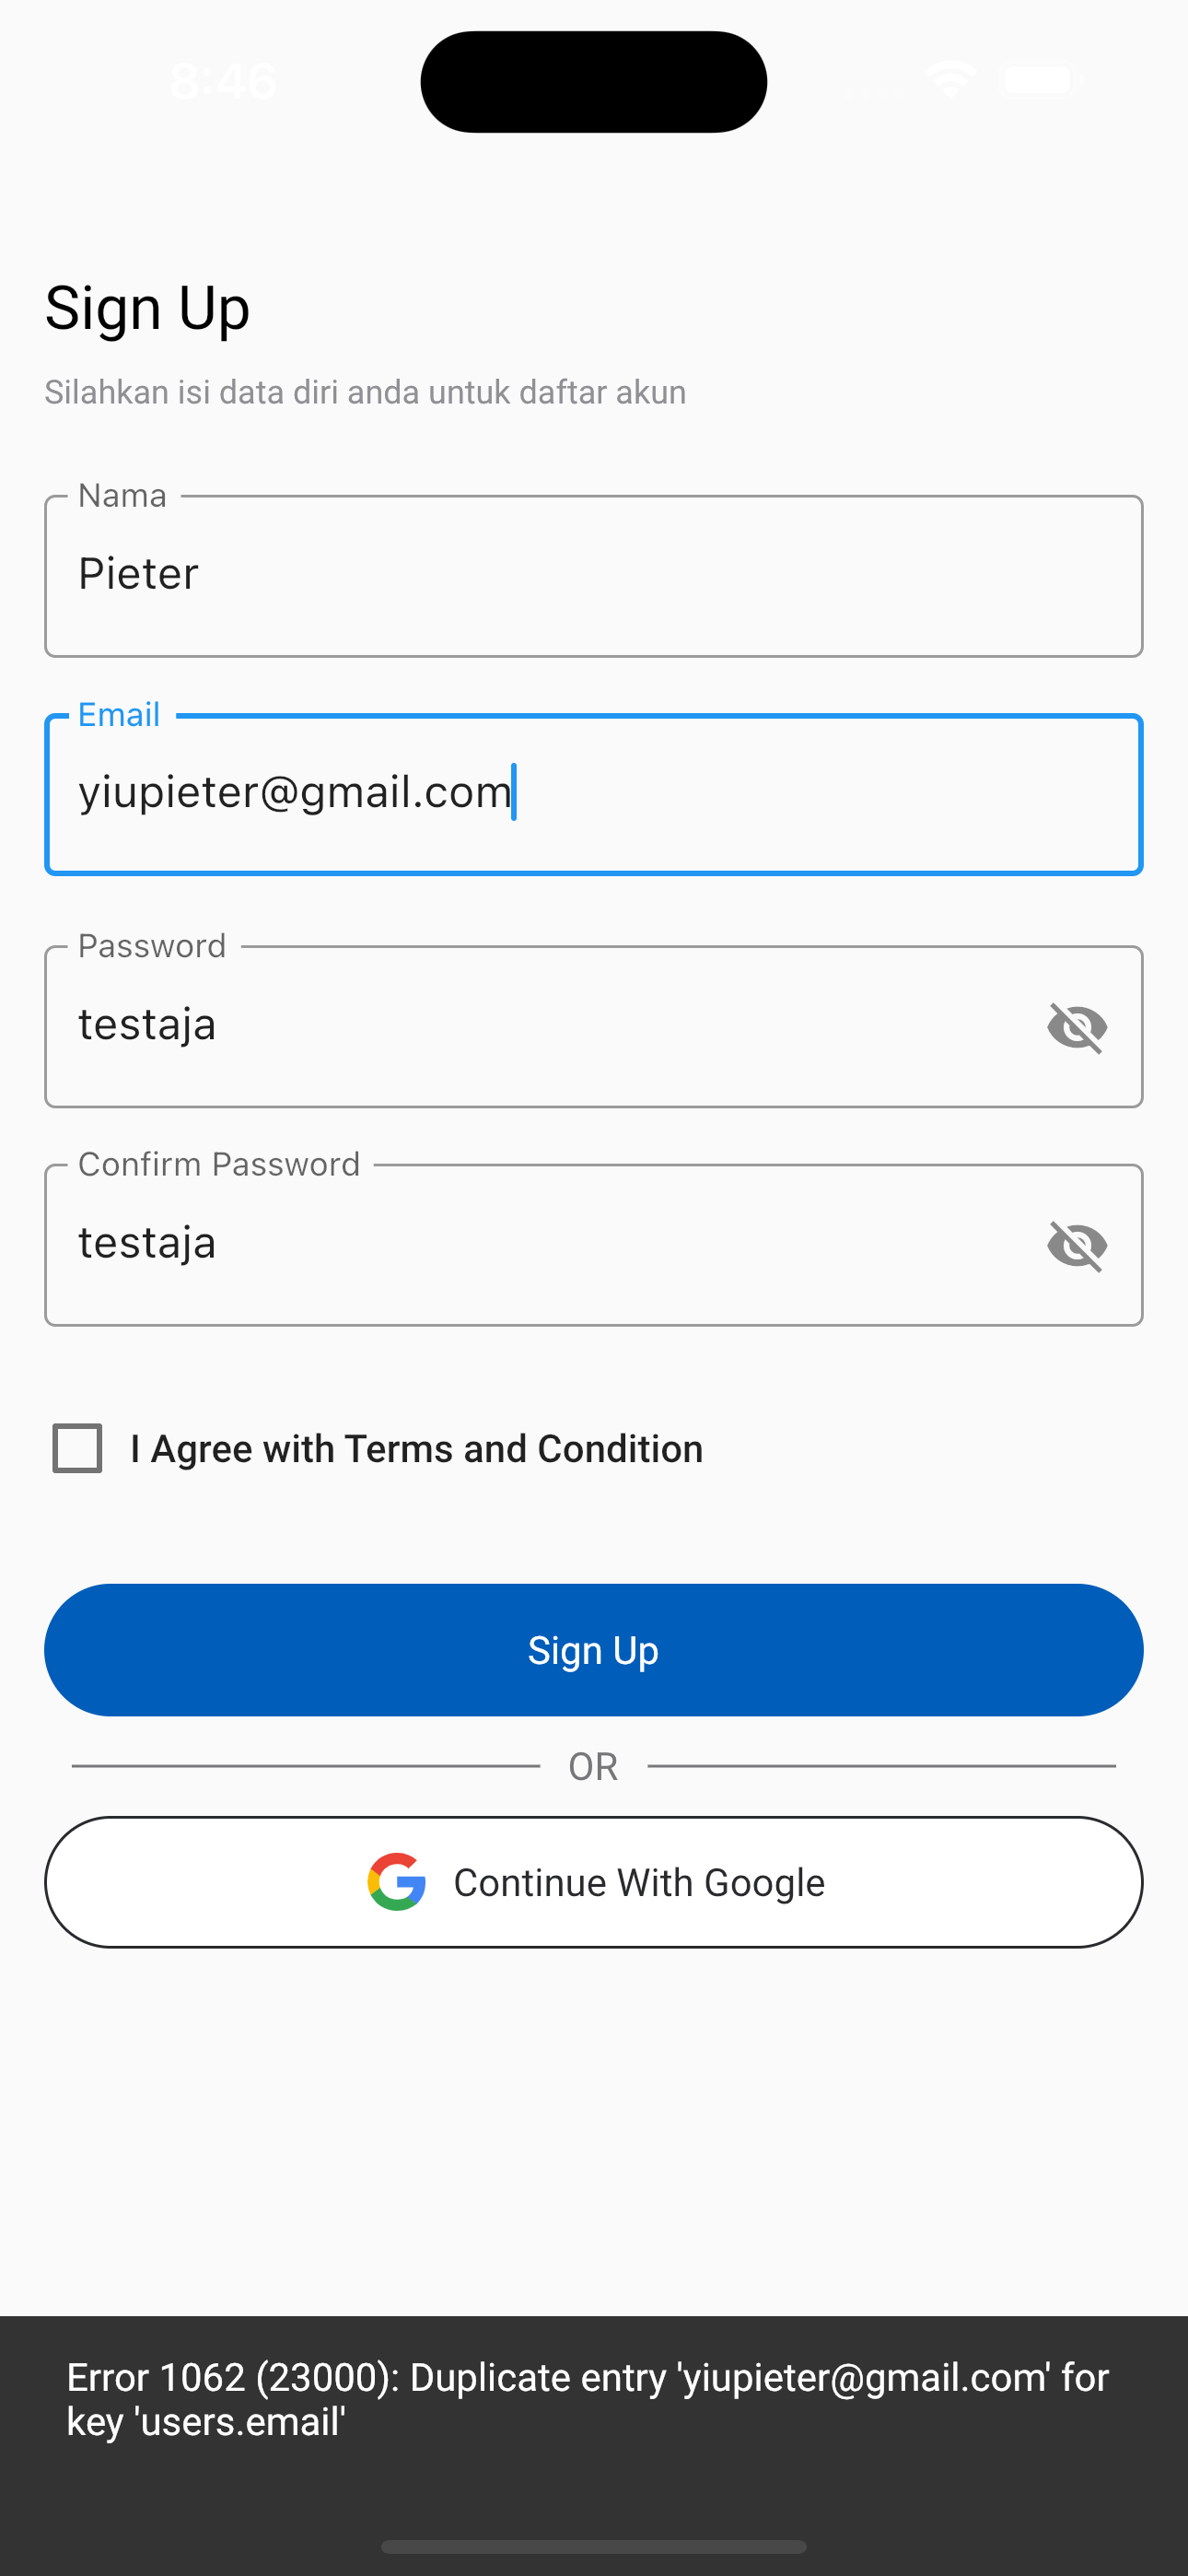 8:46
Sign Up
Silahkan isi data diri anda untuk daftar akun
Nama
Pieter
Email
yiupieter@gmail.com
Password
testaja
Confirm Password
testaja
I Agree with Terms and Condition
Sign Up
OR
Continue With Google
Error 1062 (23000): Duplicate entry 'yiupieter@gmail.com' for
key 'users.email'